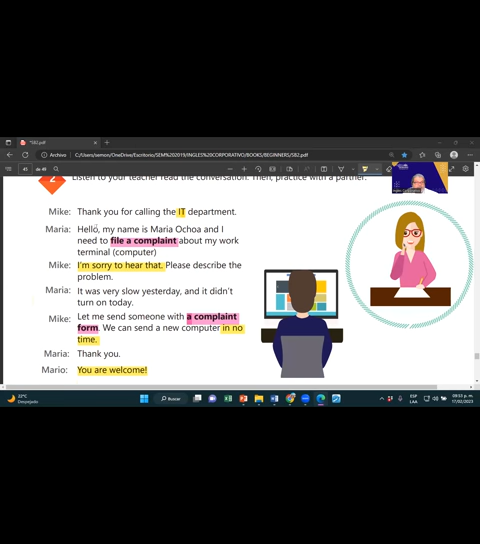 *SB2.pdf
Archivo C:/Users/semon/OneDrive/Escritorio/SEM%202019/INGLES%20CORPORATIVO/BOOKS/BEGINNERS/SB2.pdf
2 Listen to your teacher read the conversation. Then, practice with a partner.
Mike: Thank you for calling the IT department.
Maria: Hello, my name is Maria Ochoa and I
need to file a complaint about my work
terminal (computer)
Mike: I'm sorry to hear that. Please describe the
problem.
Maria: It was very slow yesterday, and it didn't
turn on today.
Mike: Let me send someone with a complaint
form. We can send a new computer in no
time.
Maria: Thank you.
Mario: You are welcome!
22°C
Despejado
Buscar
ESP
LAA
09:53 p. m.
17/02/2023